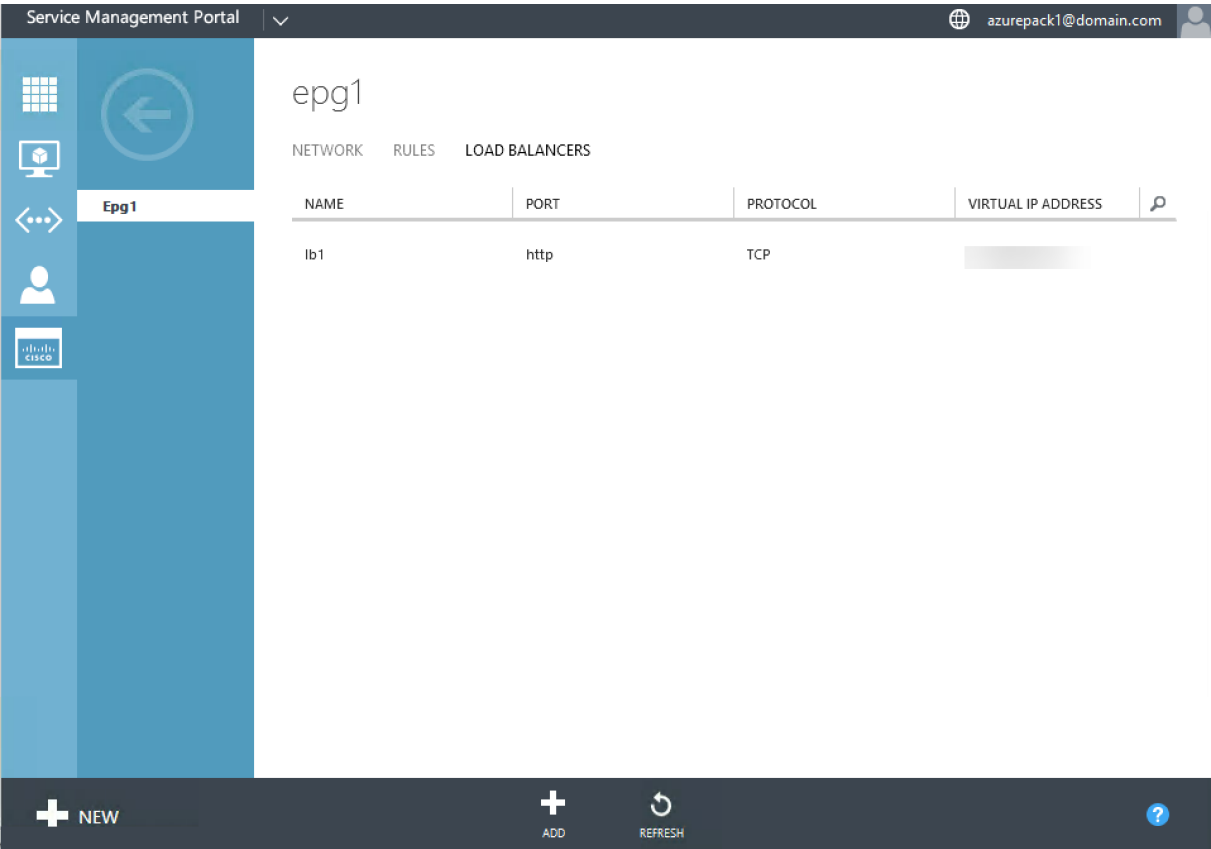 Service Management Portal
azurepack1@domain.com
epg1
NETWORK RULES LOAD BALANCERS
Epg1
NAME PORT PROTOCOL VIRTUAL IP ADDRESS
lb1 http TCP
CISCO
NEW
ADD
REFRESH
?